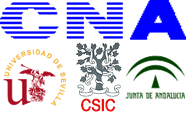 CNA
UNIVERSIDAD DE SEVILLA
CSIC
JUNTA DE ANDALUCIA